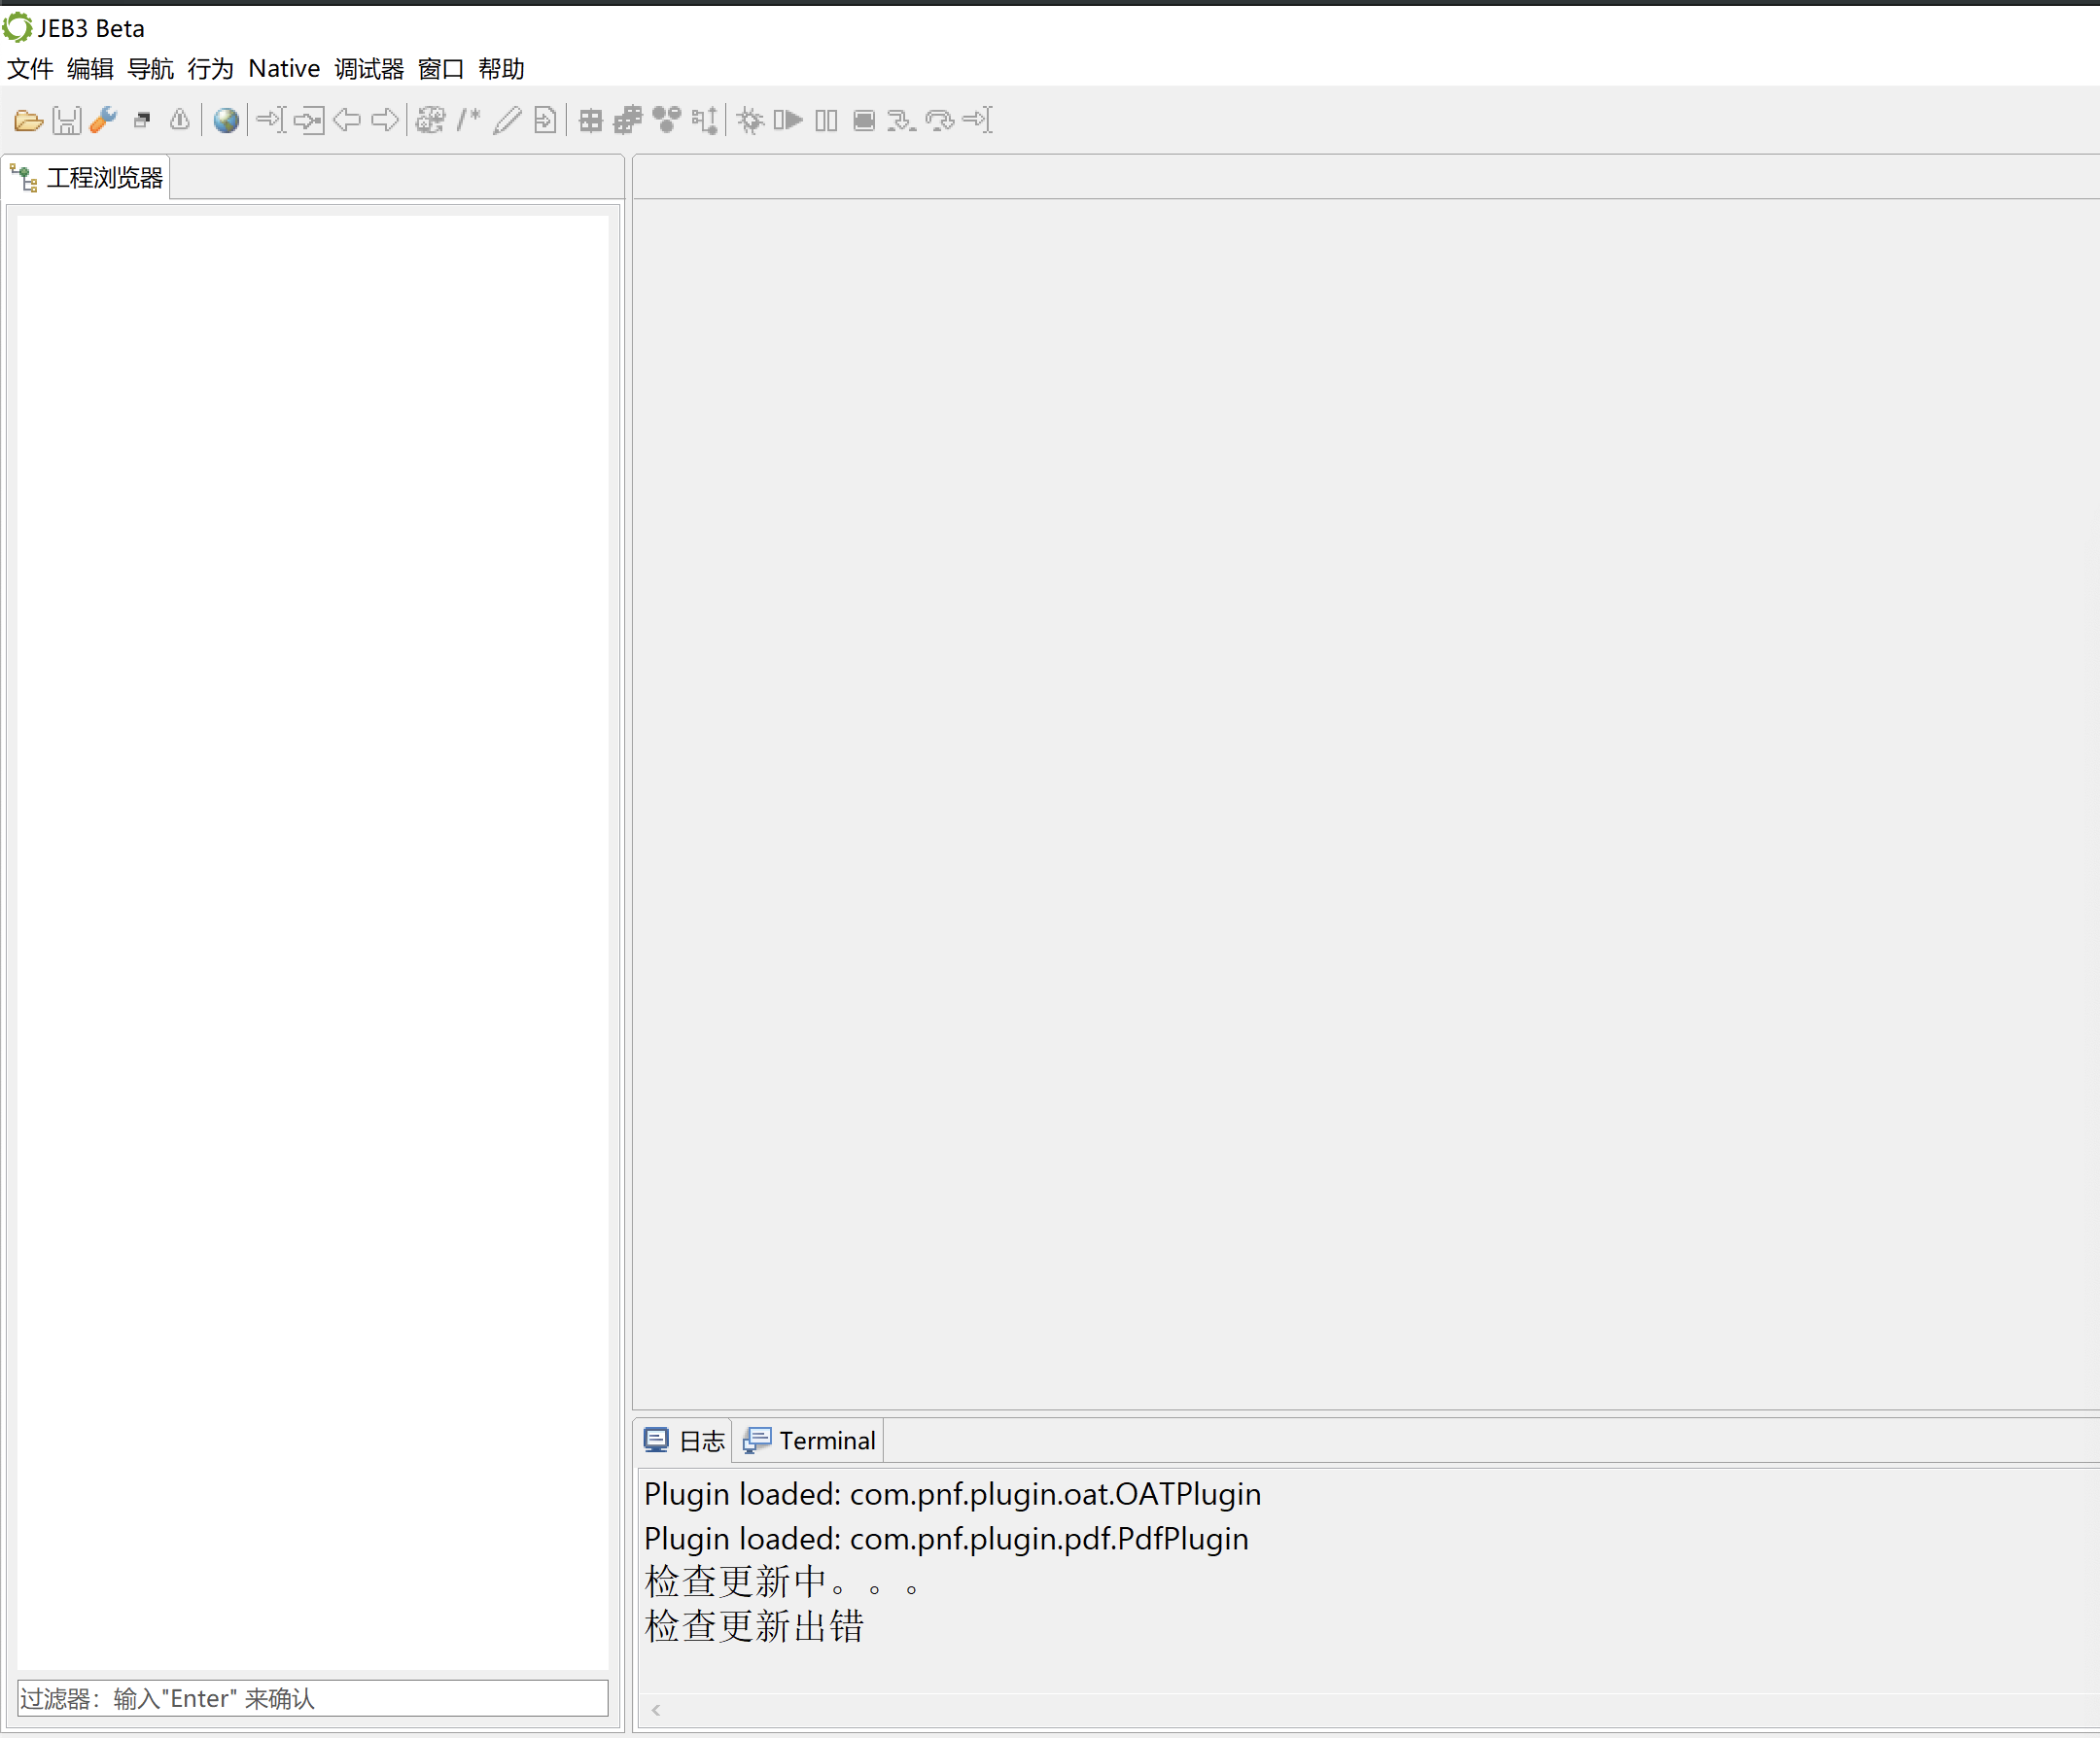 JEB3 Beta
文件 编辑 导航 行为 Native 调试器 窗口 帮助
/*
工程浏览器
日志 Terminal
Plugin loaded: com.pnf.plugin.oat.OATPlugin
Plugin loaded: com.pnf.plugin.pdf.PdfPlugin
检查更新中。。。
检查更新出错
过滤器：输入"Enter" 来确认